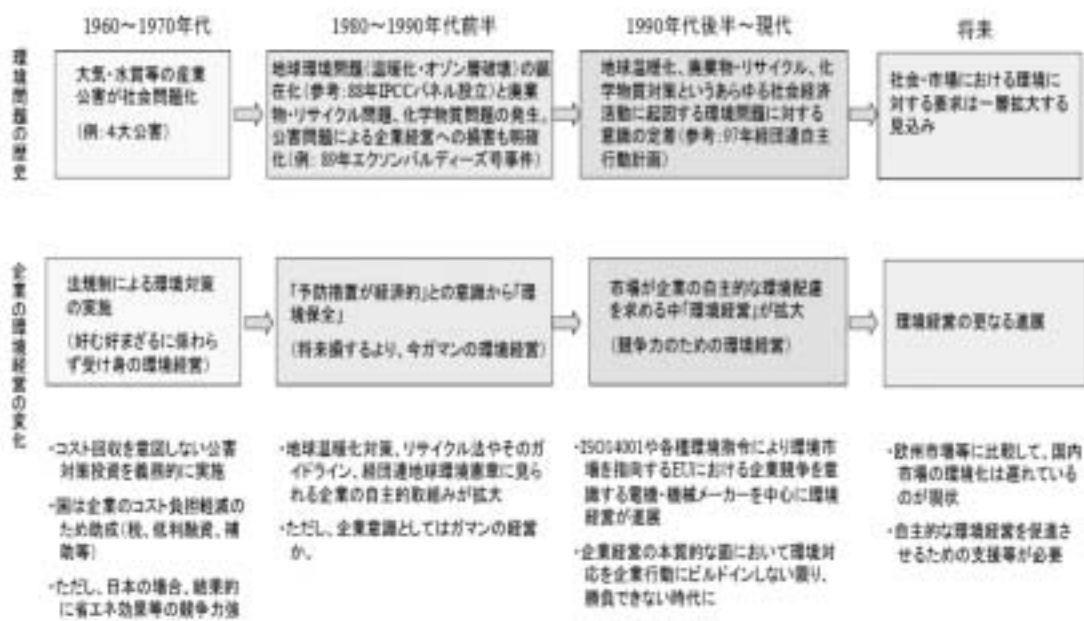 1960～1970年代
1980～1990年代前半
1990年代後半～現代
将来
環境問題の歴史
大気・水質等の産業
公害が社会問題化
(例：4大公害)
地球環境問題(温暖化・オゾン層破壊)の顕
在化(参考：88年IPCCパネル設立)と廃棄
物・リサイクル問題、化学物質問題の発生。
公害問題による企業経営への損害も明確
化(例：89年エクソンバルディーズ号事件)
地球温暖化、廃棄物・リサイクル、化
学物質対策というあらゆる社会経済
活動に起因する環境問題に対する
意識の定着(参考：97年経団連自主
行動計画)
社会・市場における環境に
対する要求は一層拡大する
見込み
企業の環境経営の変化
法規制による環境対策
の実施
(好む好まざるに係わら
ず受け身の環境経営)
「予防措置が経済的」との意識から「環
境保全」
(将来損するより、今ガマンの環境経営)
市場が企業の自主的な環境配慮
を求める中「環境経営」が拡大
(競争力のための環境経営)
環境経営の更なる進展
・コスト回収を意図しない公害
対策投資を義務的に実施
・国は企業のコスト負担軽減の
ため助成(税、低利融資、補
助等)
・ただし、日本の場合、結果的
に省エネ効果等の競争力強
・地球温暖化対策、リサイクル法やそのガ
イドライン、経団連地球環境憲章に見ら
れる企業の自主的取組みが拡大
・ただし、企業意識としてはガマンの経営
か。
・ISO14001や各種環境指令により環境市
場を指向するEUにおける企業競争を意
識する電機・機械メーカーを中心に環境
経営が進展
・企業経営の本質的な面において環境対
応を企業行動にビルドインしない限り、
勝負できない時代に
・欧州市場等に比較して、国内
市場の環境化は遅れている
のが現状
・自主的な環境経営を促進さ
せるための支援等が必要